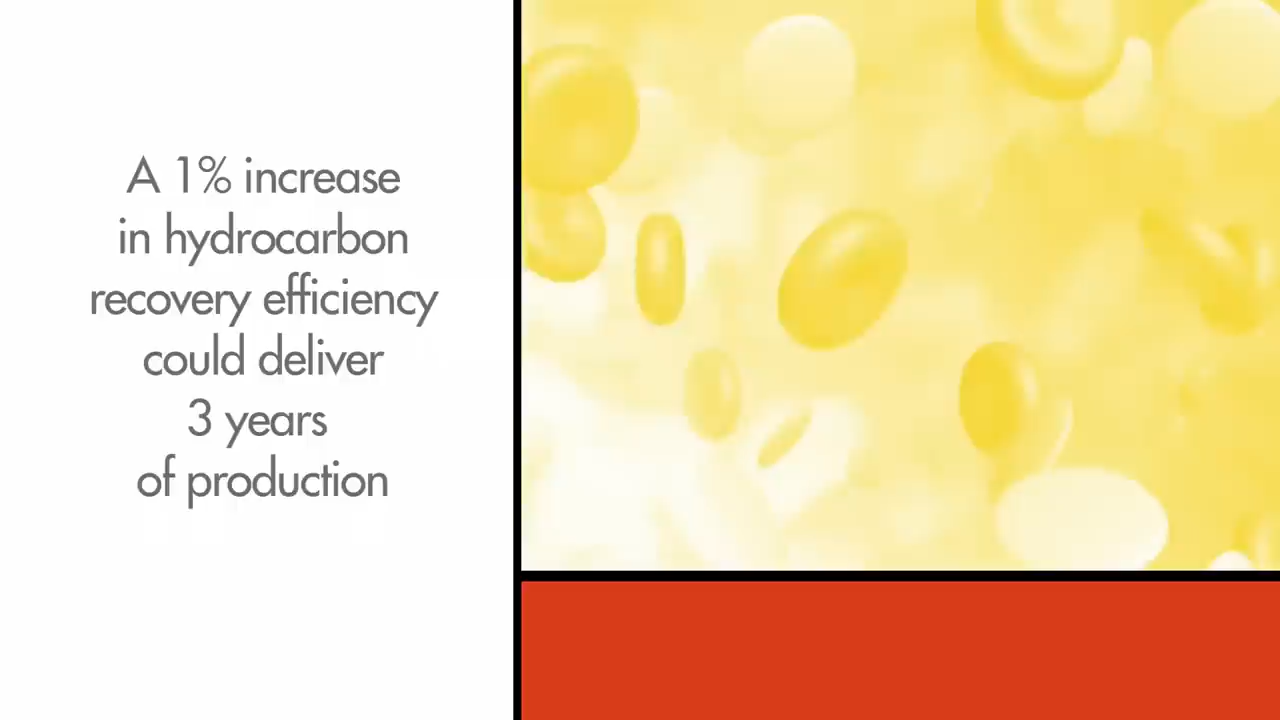 A 1% increase
in hydrocarbon
recovery efficiency
could deliver
3 years
of production